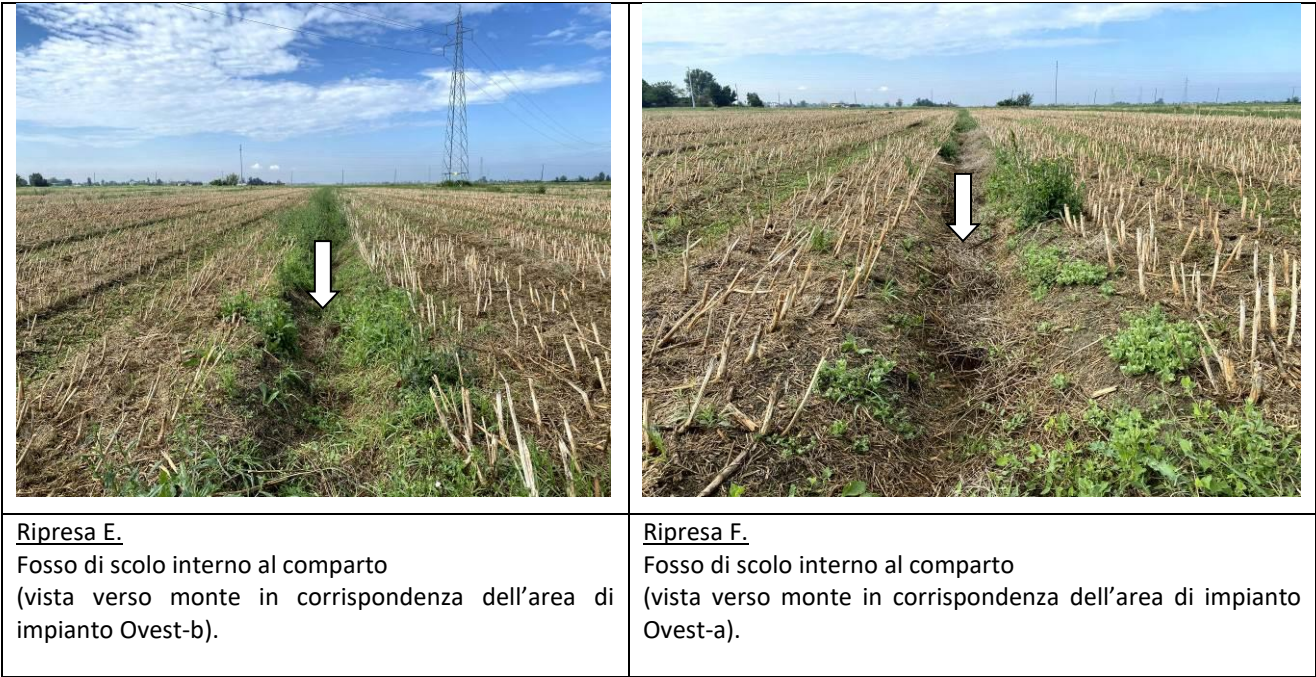 Ripresa E.
Fosso di scolo interno al comparto
(vista verso monte in corrispondenza dell’area di
impianto Ovest-b).
Ripresa F.
Fosso di scolo interno al comparto
(vista verso monte in corrispondenza dell’area di impianto
Ovest-a).